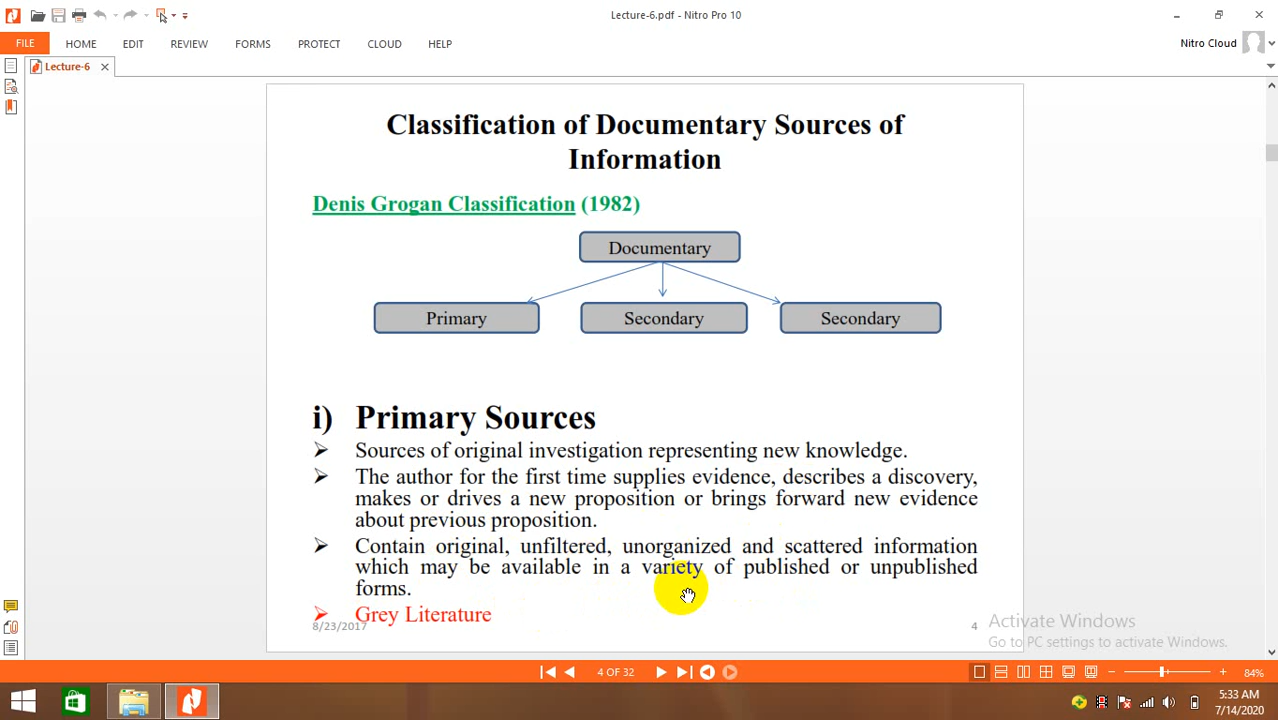 Lecture-6.pdf - Nitro Pro 10
FILE HOME EDIT REVIEW FORMS PROTECT CLOUD HELP Nitro Cloud
Lecture-6
Classification of Documentary Sources of
Information
Denis Grogan Classification (1982)
Documentary
Primary Secondary Secondary
i) Primary Sources
Sources of original investigation representing new knowledge.
The author for the first time supplies evidence, describes a discovery,
makes or drives a new proposition or brings forward new evidence
about previous proposition.
Contain original, unfiltered, unorganized and scattered information
which may be available in a variety of published or unpublished
forms.
Grey Literature
8/23/2017 4
Activate Windows
Go to PC settings to activate Windows.
4 OF 32 84%
5:33 AM
7/14/2020